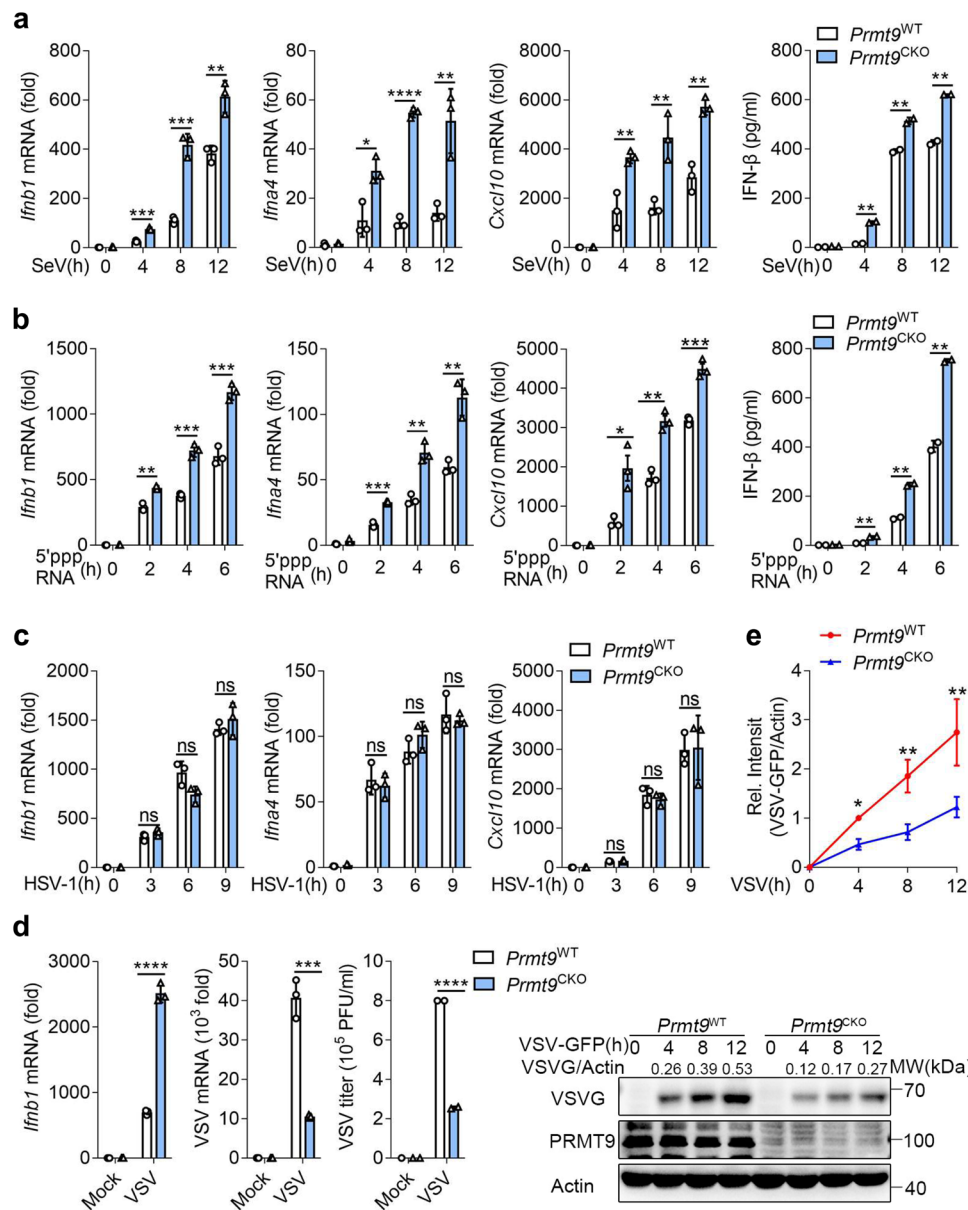 a
Ifnb1 mRNA (fold)
800
600
400
200
0
***
***
**
SeV(h) 0 4 8 12
Ifna4 mRNA (fold)
80
60
40
20
0
*
****
**
SeV(h) 0 4 8 12
Cxcl10 mRNA (fold)
8000
6000
4000
2000
0
**
**
**
SeV(h) 0 4 8 12
Prmt9WT
Prmt9CKO
IFN-β (pg/ml)
800
600
400
200
0
**
**
**
SeV(h) 0 4 8 12
b
Ifnb1 mRNA (fold)
1500
1000
500
0
**
***
***
5'ppp RNA (h) 0 2 4 6
Ifna4 mRNA (fold)
150
100
50
0
***
**
**
5'ppp RNA (h) 0 2 4 6
Cxcl10 mRNA (fold)
5000
4000
3000
2000
1000
0
*
**
***
5'ppp RNA (h) 0 2 4 6
Prmt9WT
Prmt9CKO
IFN-β (pg/ml)
800
600
400
200
0
**
**
**
5'ppp RNA (h) 0 2 4 6
c
Ifnb1 mRNA (fold)
2000
1500
1000
500
0
ns
ns
ns
HSV-1(h) 0 3 6 9
Ifna4 mRNA (fold)
150
100
50
0
ns
ns
ns
HSV-1(h) 0 3 6 9
Prmt9WT
Prmt9CKO
Cxcl10 mRNA (fold)
5000
4000
3000
2000
1000
0
ns
ns
ns
HSV-1(h) 0 3 6 9
e
Prmt9WT
Prmt9CKO
Rel. Intensit
(VSV-GFP/Actin)
4
3
2
1
0
*
**
**
VSV(h) 0 4 8 12
d
Ifnb1 mRNA (fold)
3000
2000
1000
0
****
Mock VSV
VSV mRNA (103 fold)
50
40
30
20
10
0
***
Mock VSV
VSV titer (105 PFU/ml)
10
8
6
4
2
0
****
Mock VSV
Prmt9WT
Prmt9CKO
Prmt9WT Prmt9CKO
VSV-GFP(h) 0 4 8 12 0 4 8 12
VSVG/Actin 0.26 0.39 0.53 0.12 0.17 0.27 MW(kDa)
VSVG 70
PRMT9 100
Actin 40